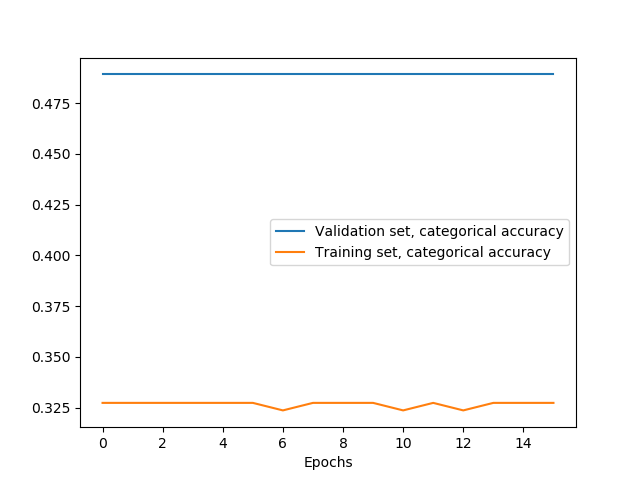 0.475
0.450
0.425
0.400
0.375
0.350
0.325
Validation set, categorical accuracy
Training set, categorical accuracy
0 2 4 6 8 10 12 14
Epochs